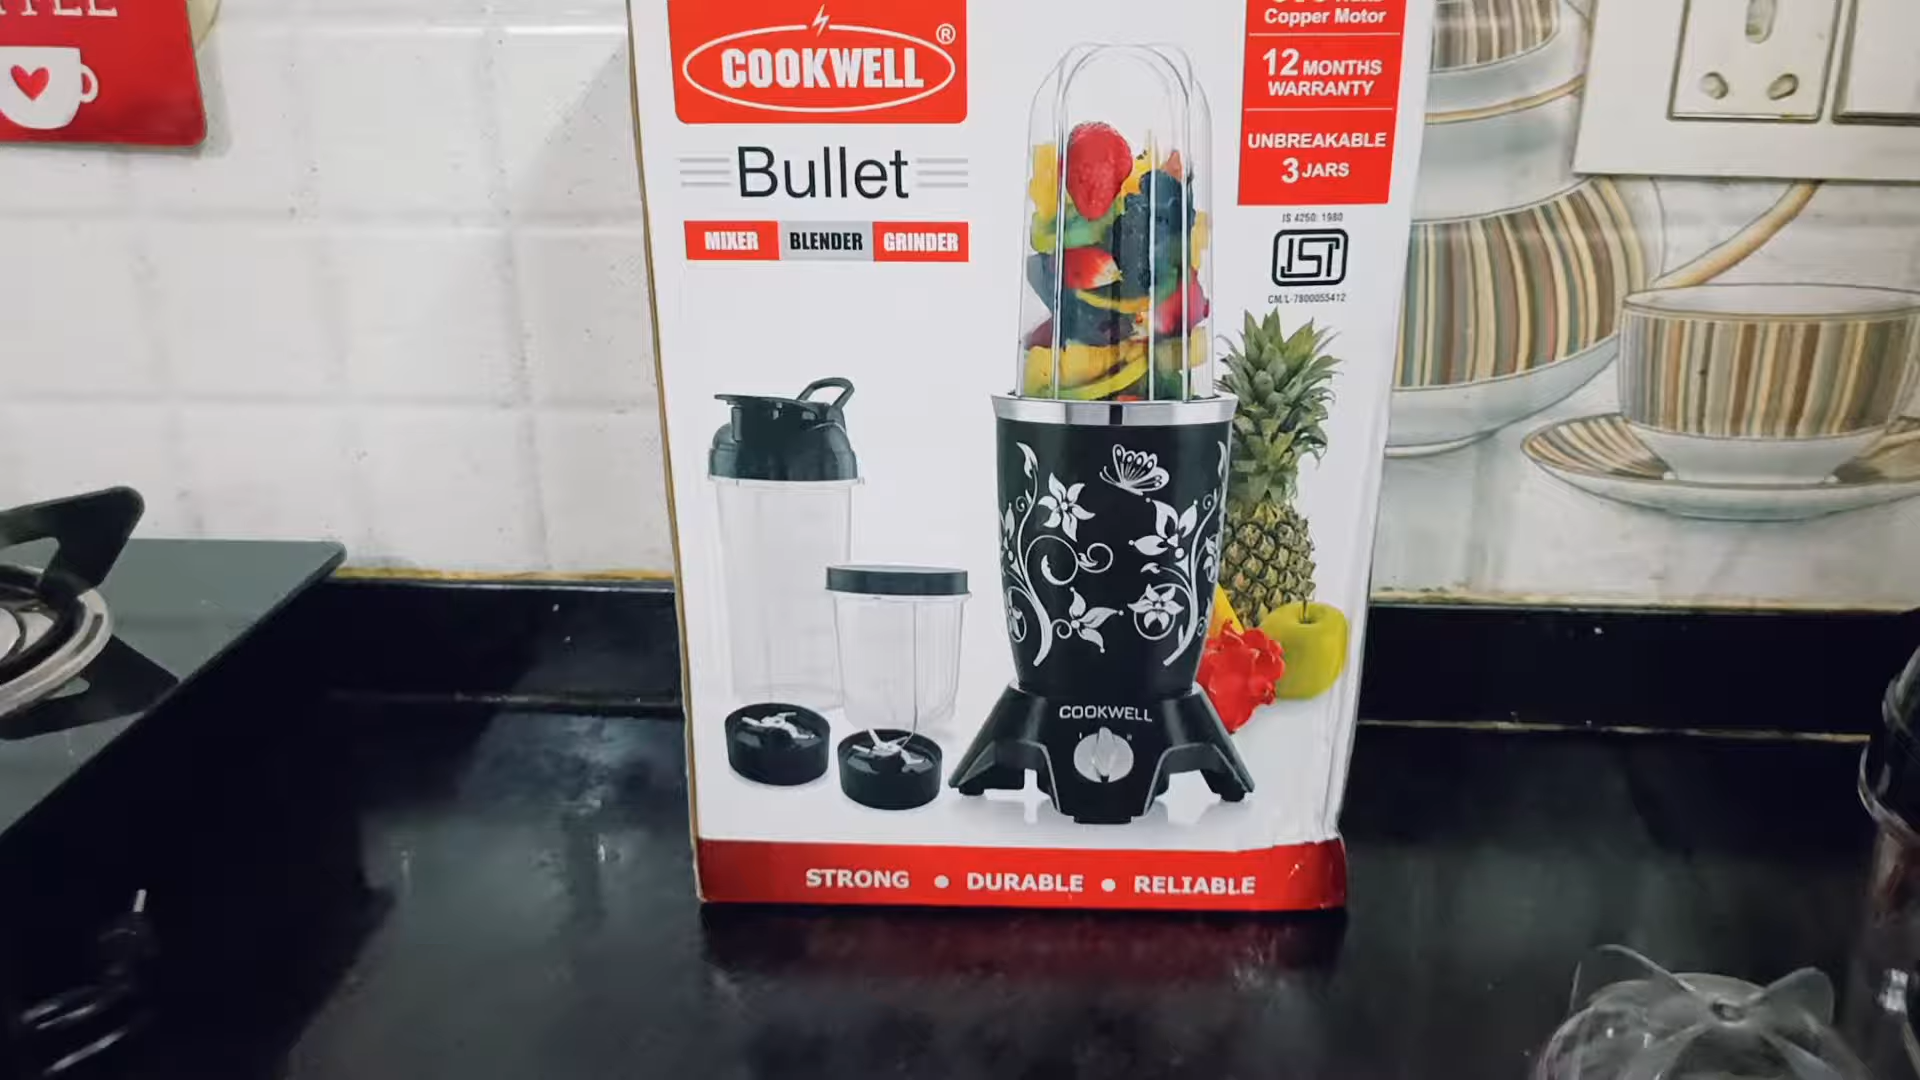 COOKWELL
®
Bullet
MIXER BLENDER GRINDER
Copper Motor
12 MONTHS
WARRANTY
UNBREAKABLE
3 JARS
IS 4250: 1980
ISI
CM/L-7800055412
COOKWELL
STRONG • DURABLE • RELIABLE